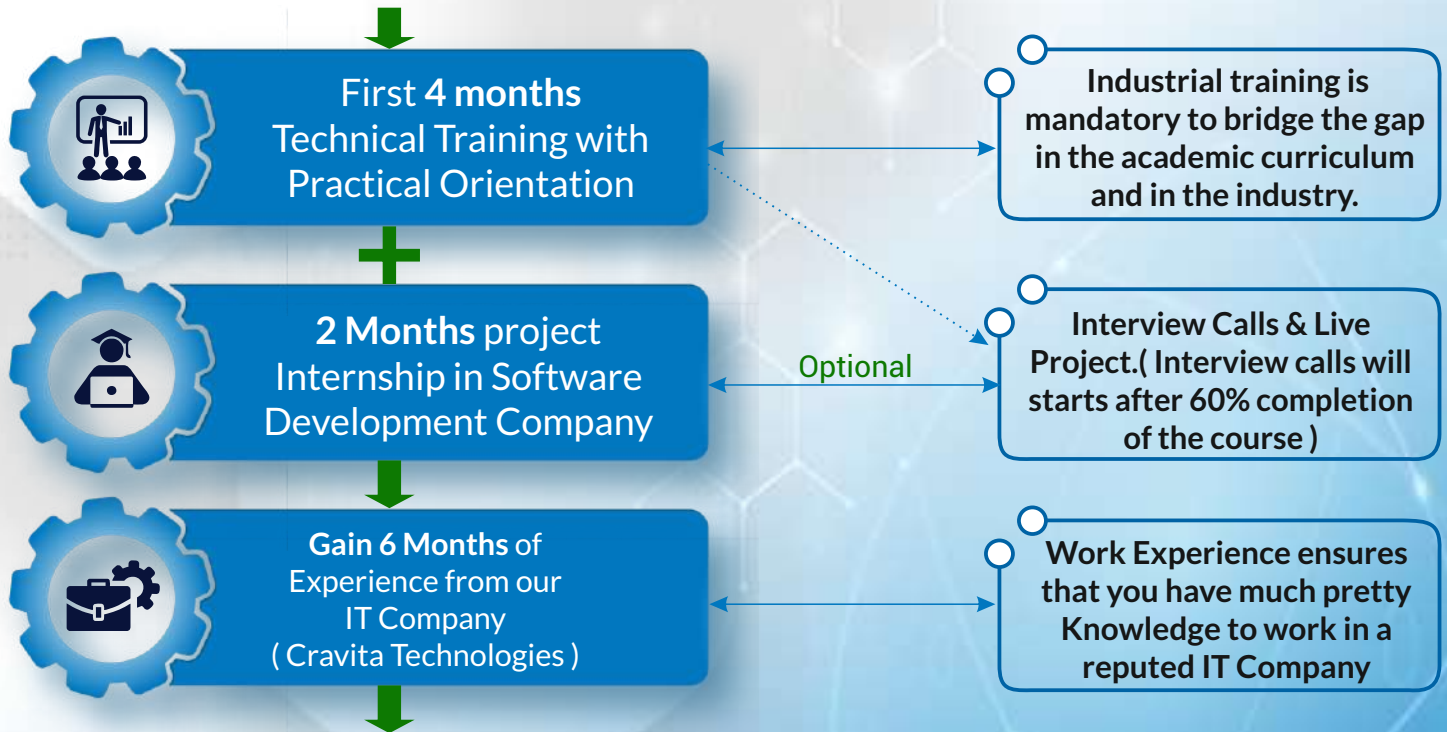 First 4 months
Technical Training with
Practical Orientation
Industrial training is
mandatory to bridge the gap
in the academic curriculum
and in the industry.
2 Months project
Internship in Software
Development Company
Optional
Interview Calls & Live
Project.( Interview calls will
starts after 60% completion
of the course )
Gain 6 Months of
Experience from our
IT Company
( Cravita Technologies )
Work Experience ensures
that you have much pretty
Knowledge to work in a
reputed IT Company